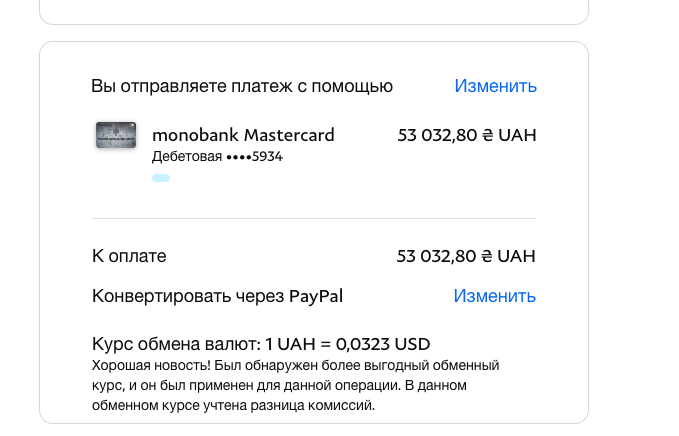 Вы отправляете платеж с помощью Изменить
monobank Mastercard 53 032,80 ₴ UAH
Дебетовая ••••5934
К оплате 53 032,80 ₴ UAH
Конвертировать через PayPal Изменить
Курс обмена валют: 1 UAH = 0,0323 USD
Хорошая новость! Был обнаружен более выгодный обменный
курс, и он был применен для данной операции. В данном
обменном курсе учтена разница комиссий.